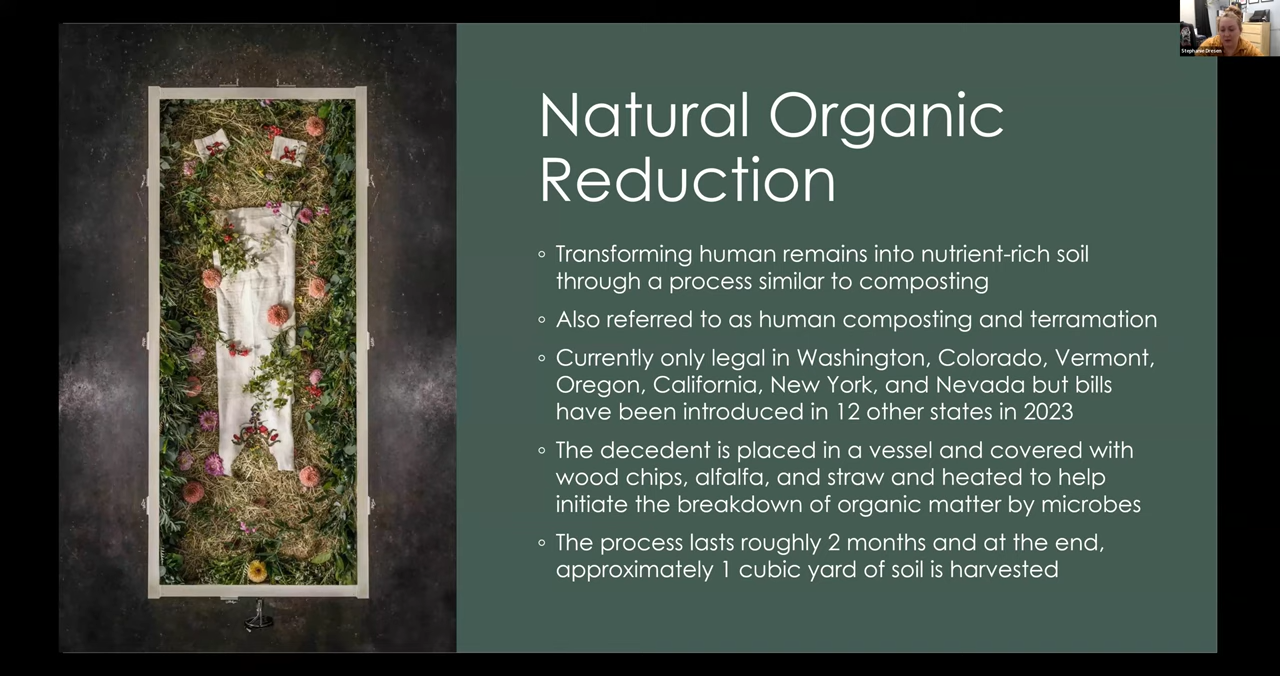 Stephanie Dresen
Natural Organic
Reduction
◦ Transforming human remains into nutrient-rich soil
through a process similar to composting
◦ Also referred to as human composting and terramation
◦ Currently only legal in Washington, Colorado, Vermont,
Oregon, California, New York, and Nevada but bills
have been introduced in 12 other states in 2023
◦ The decedent is placed in a vessel and covered with
wood chips, alfalfa, and straw and heated to help
initiate the breakdown of organic matter by microbes
◦ The process lasts roughly 2 months and at the end,
approximately 1 cubic yard of soil is harvested